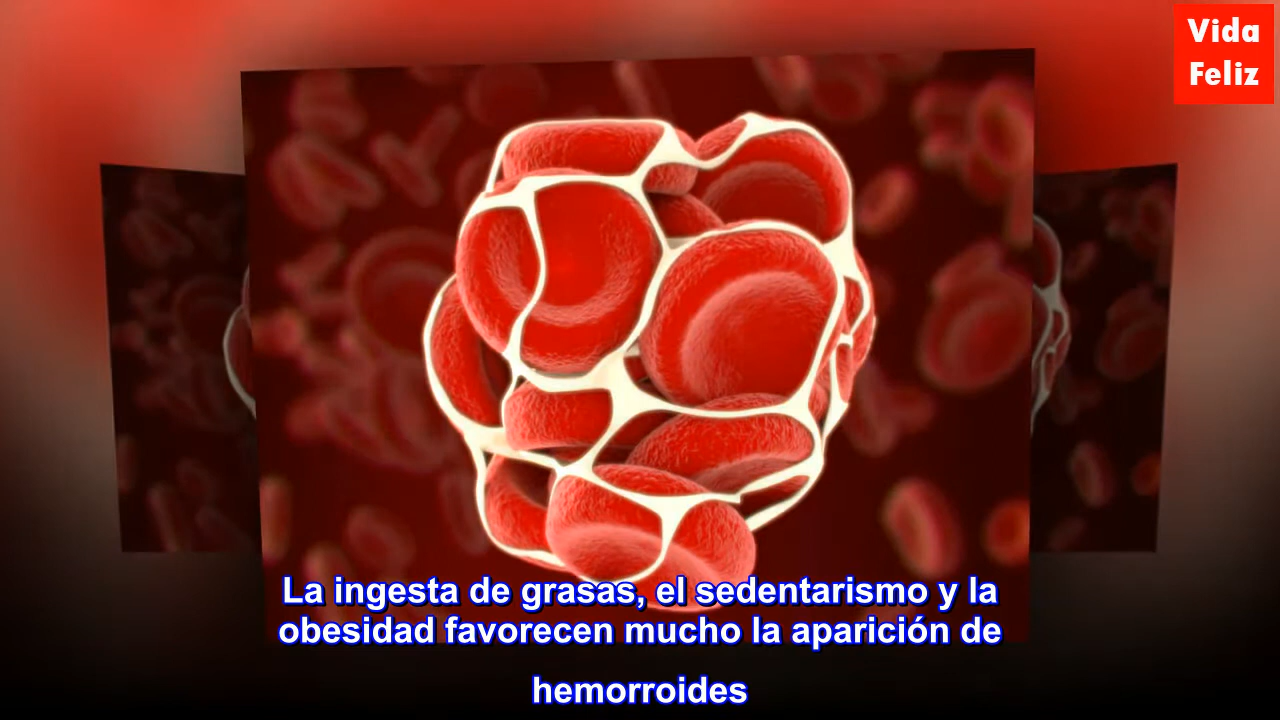 Vida
Feliz
La ingesta de grasas, el sedentarismo y la
obesidad favorecen mucho la aparición de
hemorroides